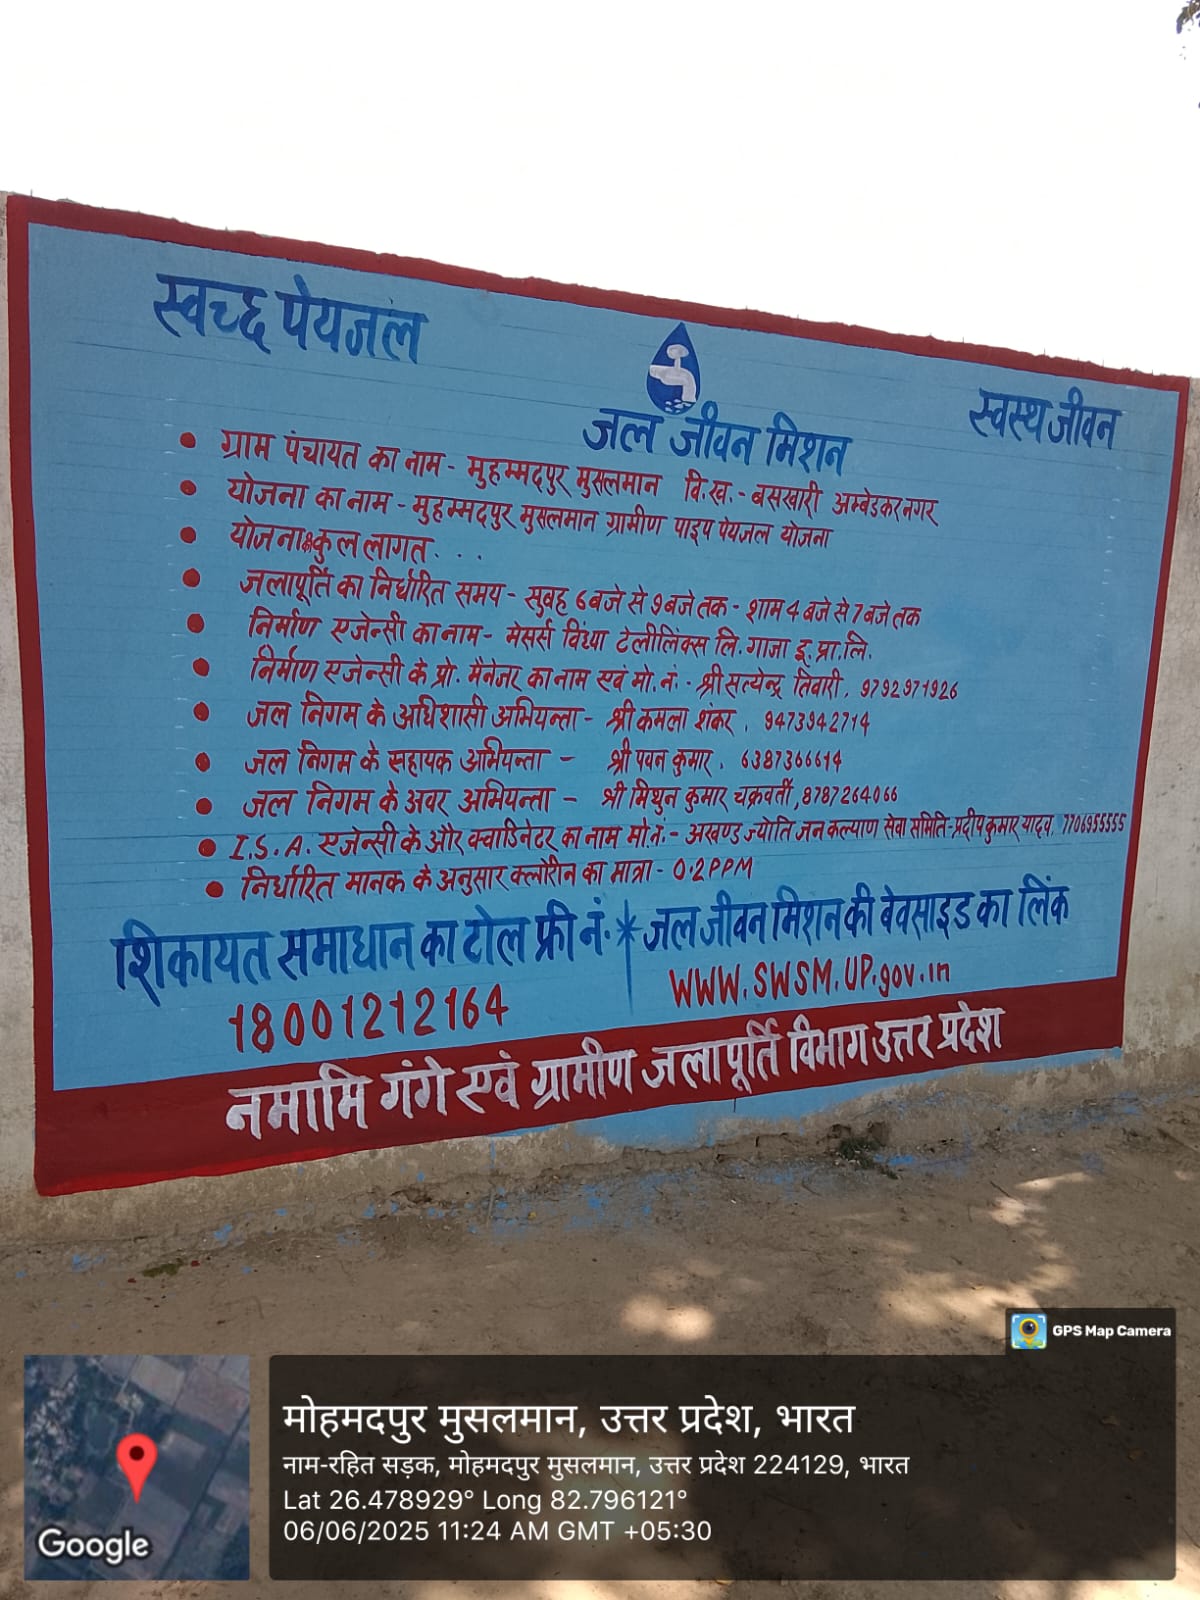 स्वच्छ पेयजल
जल जीवन मिशन
स्वस्थ जीवन
• ग्राम पंचायत का नाम - मुहम्मदपुर मुसलमान वि.ख. - बसखारी अम्बेडकरनगर
• योजना का नाम - मुहम्मदपुर मुसलमान ग्रामीण पाइप पेयजल योजना
• योजना कुल लागत. . .
• जलापूर्ति का निर्धारित समय - सुवह 6 बजे से 9 बजे तक - शाम 4 बजे से 7 बजे तक
• निर्माण एजेन्सी का नाम - मेसर्स विंध्या टेलीलिंक्स लि. गाजा इ. प्रा. लि.
• निर्माण एजेन्सी के प्रो. मैनेजर का नाम एवं मो. नं. - श्री सत्येन्द्र तिवारी, 9792971926
• जल निगम के अधिशासी अभियन्ता - श्री कमला शंकर, 9473942714
• जल निगम के सहायक अभियन्ता - श्री पवन कुमार, 6387366614
• जल निगम के अवर अभियन्ता - श्री मिथुन कुमार चक्रवर्ती, 8787264066
• I.S.A. एजेन्सी के और क्वाडिनेटर का नाम मो.नं. - अखण्ड ज्योति जन कल्याण सेवा समिति - प्रदीप कुमार यादव, 7706955555
• निर्धारित मानक के अनुसार क्लोरीन का मात्रा - 0.2 PPM
शिकायत समाधान का टोल फ्री नं. * जल जीवन मिशन की वेवसाइड का लिंक
18001212164
WWW.SWSM.UP.gov.in
नमामि गंगे एवं ग्रामीण जलापूर्ति विभाग उत्तर प्रदेश
GPS Map Camera
मोहमदपुर मुसलमान, उत्तर प्रदेश, भारत
नाम-रहित सड़क, मोहमदपुर मुसलमान, उत्तर प्रदेश 224129, भारत
Lat 26.478929° Long 82.796121°
06/06/2025 11:24 AM GMT +05:30
Google